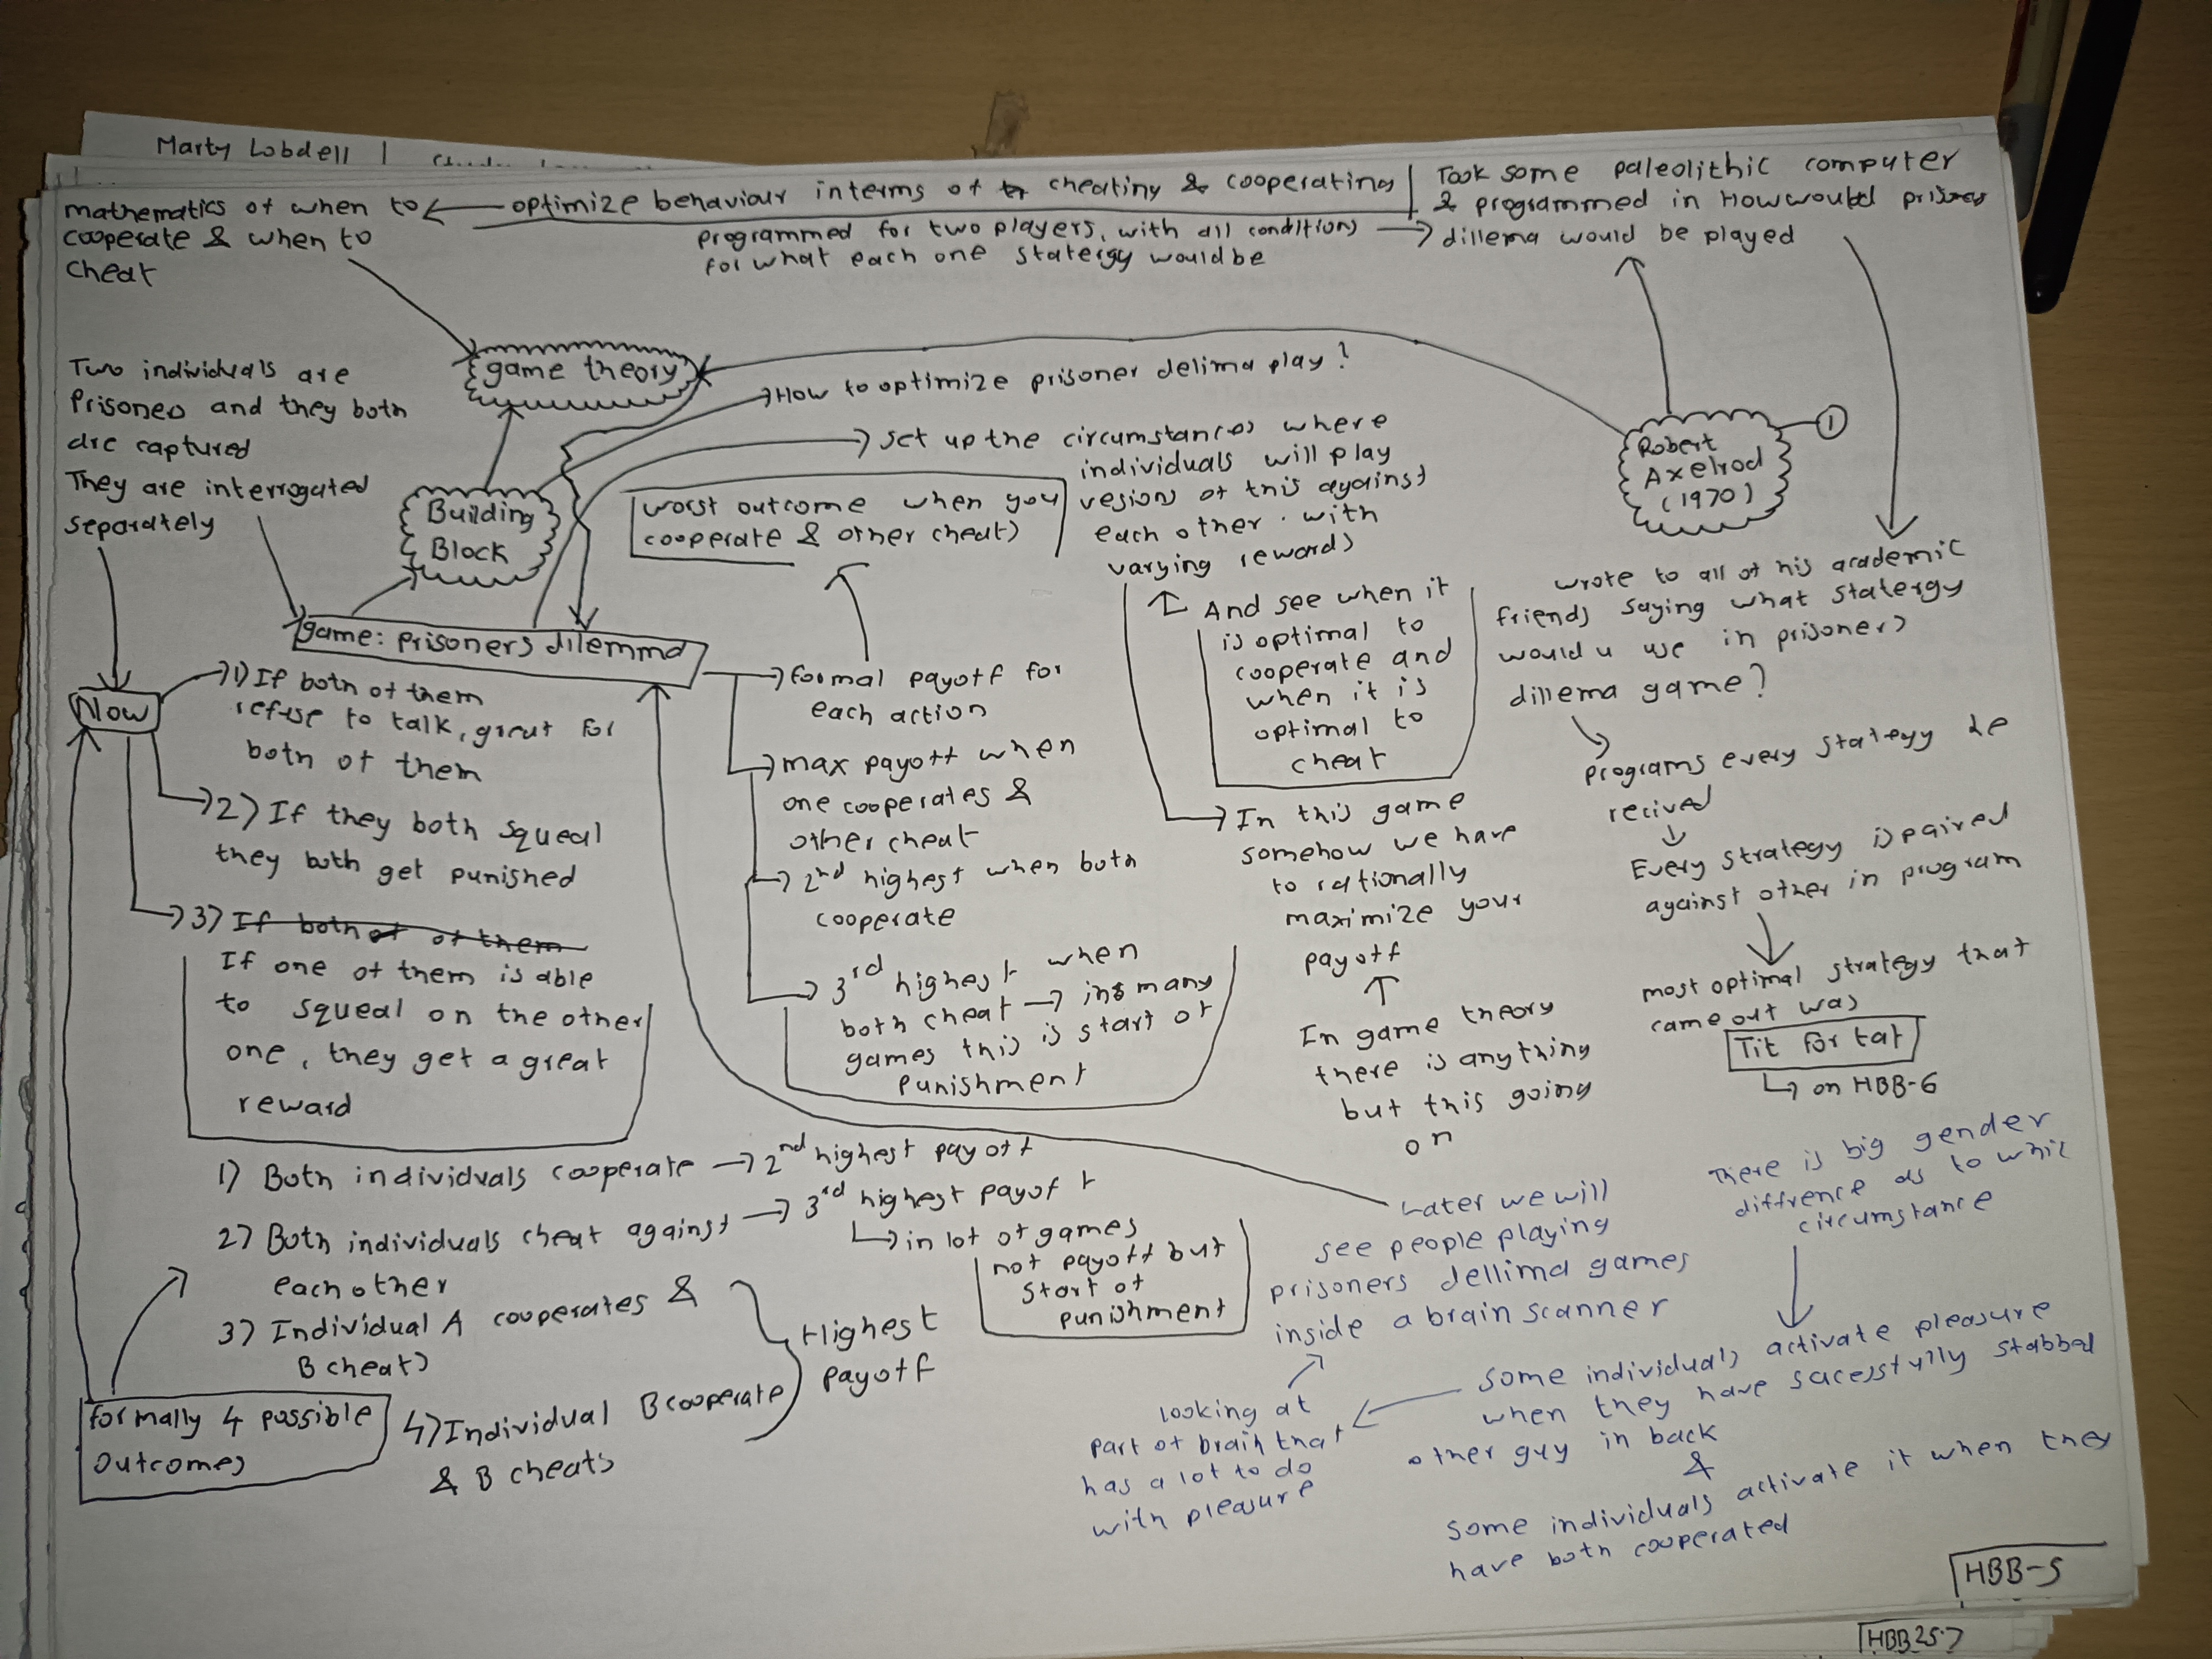 Marty Lobdell |
mathematics of when to
cooperate & when to
cheat
optimize behaviour interms of cheating & cooperating
programmed for two players, with all conditions
for what each one statergy would be
Took some paleolithic computer
& programmed in How would prisoners
dillema would be played
game theory
Two individuals are
Prisoners and they both
are captured
They are interrogated
separately
Building
Block
How to optimize prisoner delima play?
set up the circumstances where
individuals will play
vesions of this against
each other. with
varying rewards
Robert
Axelrod
(1970)
1
worst outcome when you
cooperate & other cheats
And see when it
is optimal to
cooperate and
when it is
optimal to
cheat
game: prisoners dilemma
wrote to all of his academic
friends saying what statergy
would u use in prisoners
dillema game?
programs every strategy he
recived
Every strategy is paired
against other in program
most optimal strategy that
came out was
Tit for tat
on HBB-6
Now
1) If both of them
refuse to talk, great for
both of them
2) If they both squeal
they both get punished
3) If both of of them
If one of them is able
to squeal on the other
one, they get a great
reward
formal payoff for
each action
max payoff when
one cooperates &
other cheat
2nd highest when both
cooperate
3rd highest when
both cheat → in many
games this is start of
punishment
In this game
somehow we have
to rationally
maximize your
payoff
In game theory
there is anything
but this going
on
1) Both individuals cooperate → 2nd highest payoff
2) Both individuals cheat against → 3rd highest payoff
each other
in lot of games
not payoff but
start of
punishment
3) Individual A cooperates &
B cheats
4) Individual B cooperate
& B cheats
Highest
payoff
formally 4 possible
outcomes
Later we will
see people playing
prisoners dellima games
inside a brain scanner
looking at
part of brain that
has a lot to do
with pleasure
There is big gender
diffrence as to
circumstance
some individuals activate pleasure
when they have sacessfully stabbed
other guy in back
&
some individuals activate it when they
have both cooperated
HBB-5
HBB25.7